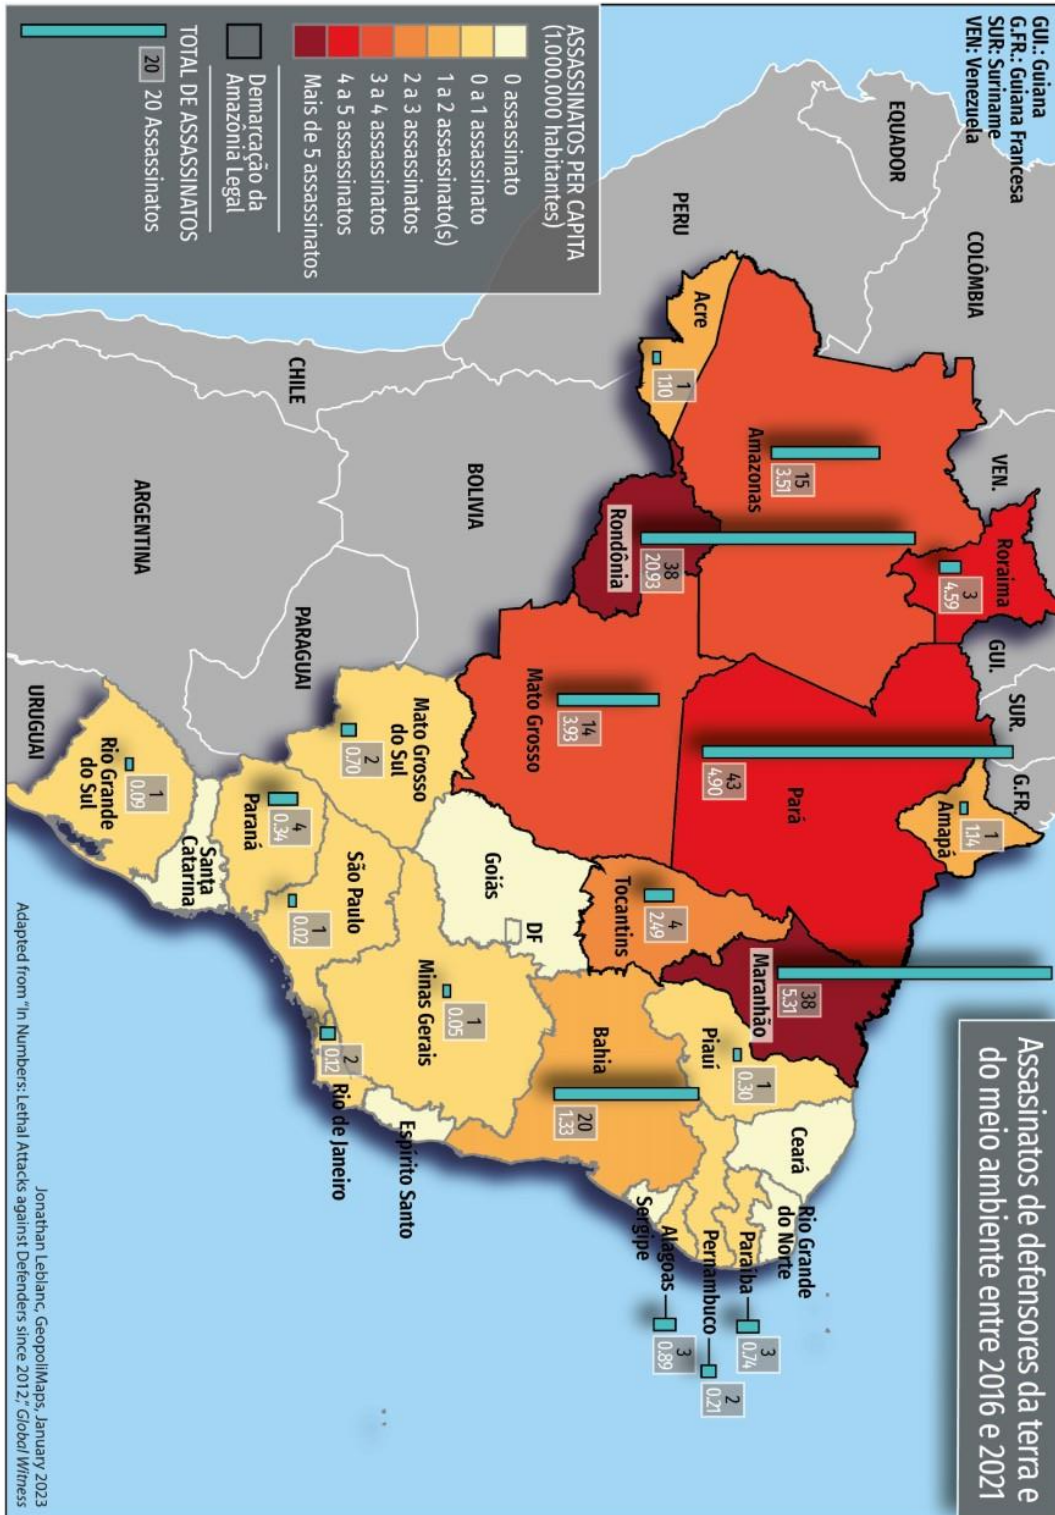 Assasinatos de defensores da terra e
do meio ambiente entre 2016 e 2021
GUI.: Guiana
G.FR.: Guiana Francesa
SUR: Suriname
VEN: Venezuela
COLÔMBIA
VEN.
GUI.
SUR.
G.FR.
EQUADOR
PERU
BOLIVIA
CHILE
PARAGUAI
ARGENTINA
URUGUAI
Roraima
3
4.59
Amapá
1
1.14
Amazonas
15
3.51
Pará
43
4.90
Maranhão
38
5.31
Ceará
Rio Grande
do Norte
Paraíba
3
0.74
Pernambuco
2
0.21
Alagoas
3
0.89
Sergipe
Piauí
1
0.30
Acre
1
1.10
Rondônia
38
20.93
Tocantins
4
2.49
Mato Grosso
14
3.93
Bahia
20
1.33
DF
Goiás
Minas Gerais
1
0.05
Espírito Santo
Rio de Janeiro
2
0.12
Mato Grosso
do Sul
2
0.70
São Paulo
1
0.02
Paraná
4
0.34
Santa
Catarina
Rio Grande
do Sul
1
0.09
ASSASSINATOS PER CAPITA
(1.000.000 habitantes)
0 assassinato
0 a 1 assassinato
1 a 2 assassinato(s)
2 a 3 assassinatos
3 a 4 assassinatos
4 a 5 assassinatos
Mais de 5 assassinatos
Demarcação da
Amazônia Legal
TOTAL DE ASSASSINATOS
20
20 Assassinatos
Jonathan Leblanc, GeopoliMaps, January 2023
Adapted from "In Numbers: Lethal Attacks against Defenders since 2012," Global Witness